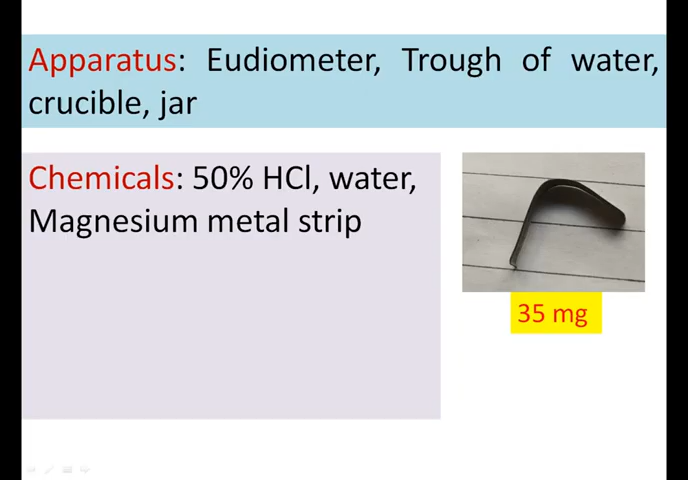 Apparatus: Eudiometer, Trough of water,
crucible, jar
Chemicals: 50% HCl, water,
Magnesium metal strip
35 mg